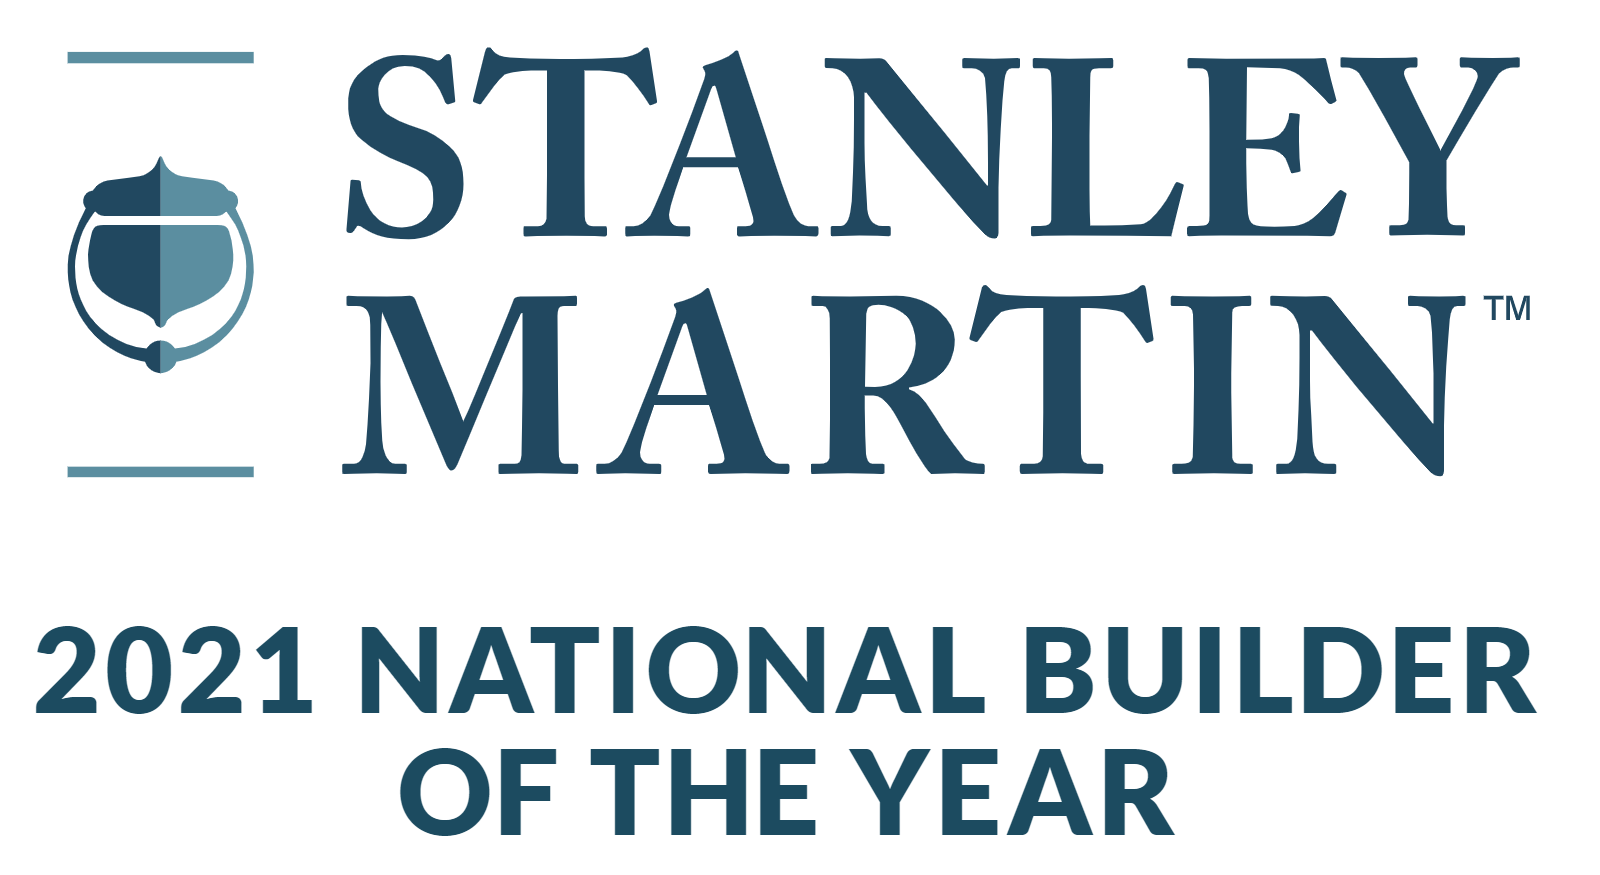 STANLEY
MARTIN™
2021 NATIONAL BUILDER
OF THE YEAR